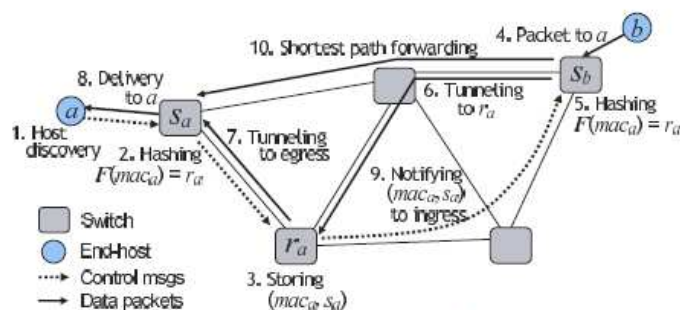 4. Packet to a
b
10. Shortest path forwarding
8. Delivery
to a
s_b
a
s_a
6. Tunneling
to r_a
5. Hashing
F(mac_a) = r_a
1. Host
discovery
2. Hashing
F(mac_a) = r_a
7. Tunneling
to egress
9. Notifying
(mac_a, s_a)
to ingress
Switch
End-host
Control msgs
Data packets
r_a
3. Storing
(mac_a, s_a)